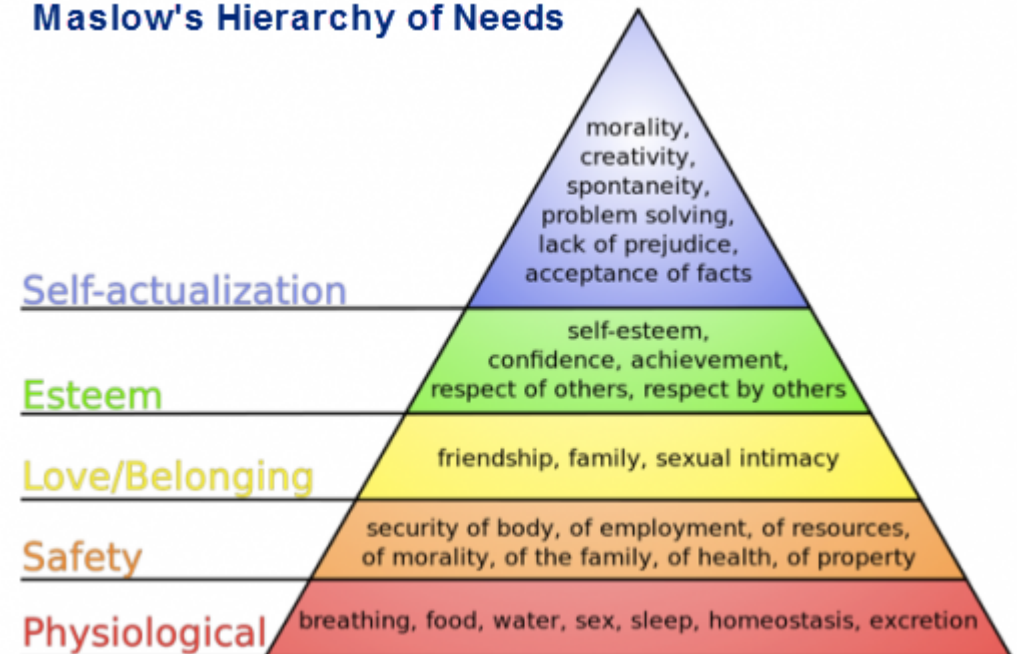 Maslow's Hierarchy of Needs
morality,
creativity,
spontaneity,
problem solving,
lack of prejudice,
acceptance of facts
Self-actualization
self-esteem,
confidence, achievement,
respect of others, respect by others
Esteem
friendship, family, sexual intimacy
Love/Belonging
security of body, of employment, of resources,
of morality, of the family, of health, of property
Safety
breathing, food, water, sex, sleep, homeostasis, excretion
Physiological